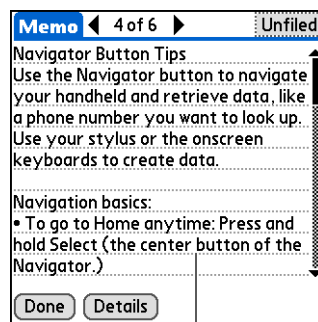 Memo 4 of 6 Unfiled
Navigator Button Tips
Use the Navigator button to navigate
your handheld and retrieve data, like
a phone number you want to look up.
Use your stylus or the onscreen
keyboards to create data.
Navigation basics:
• To go to Home anytime: Press and
hold Select (the center button of the
Navigator.)
Done Details